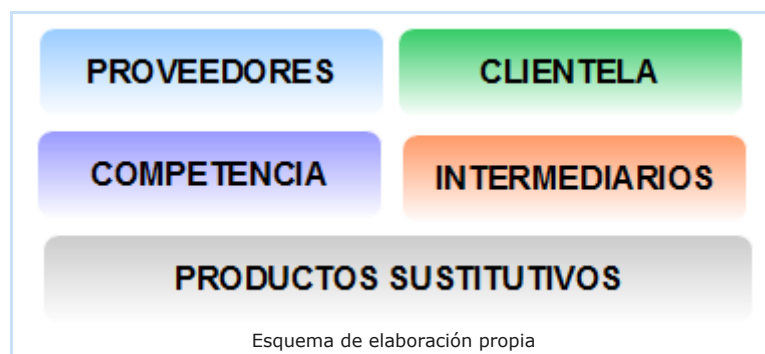 PROVEEDORES
CLIENTELA
COMPETENCIA
INTERMEDIARIOS
PRODUCTOS SUSTITUTIVOS
Esquema de elaboración propia